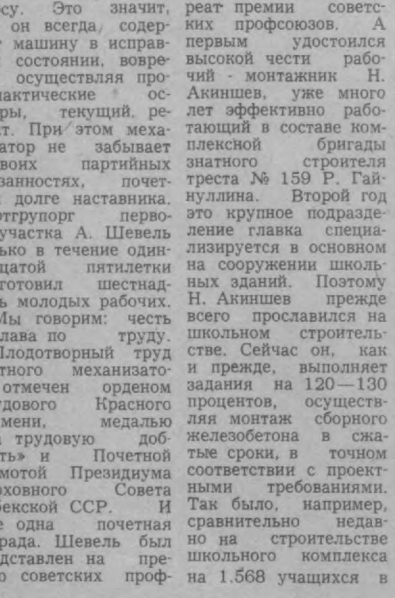 су. Это значит,
он всегда содер-
машину в исправ-
состоянии, вовре-
осуществляя про-
лактические ос-
ры, текущий ре-
т. При этом меха-
атор не забывает
воих партийных
занностях, почет-
долге наставника.
ртгрупорг перво-
участка А. Шевель
ько в течение один-
цатой пятилетки
готовил шестнад-
ь молодых рабочих.
Мы говорим: честь
лава по труду.
Плодотворный труд
тного механизато-
отмечен орденом
удового Красного
мени, медалью
а трудовую доб-
ть» и Почетной
мотой Президиума
рховного Совета
бекской ССР. И
е одна почетная
рада. Шевель был
дставлен на пре-
ю советских проф-
реат премии советс-
ких профсоюзов. А
первым удостоился
высокой чести рабо-
чий - монтажник Н.
Акиншев, уже много
лет эффективно рабо-
тающий в составе ком-
плексной бригады
знатного строителя
треста № 159 Р. Гай-
нуллина. Второй год
это крупное подразде-
ление главка специа-
лизируется в основном
на сооружении школь-
ных зданий. Поэтому
Н. Акиншев прежде
всего прославился на
школьном строитель-
стве. Сейчас он, как
и прежде, выполняет
задания на 120—130
процентов, осуществ-
ляя монтаж сборного
железобетона в сжа-
тые сроки, в точном
соответствии с проект-
ными требованиями.
Так было, например,
сравнительно недав-
но на строительстве
школьного комплекса
на 1.568 учащихся в